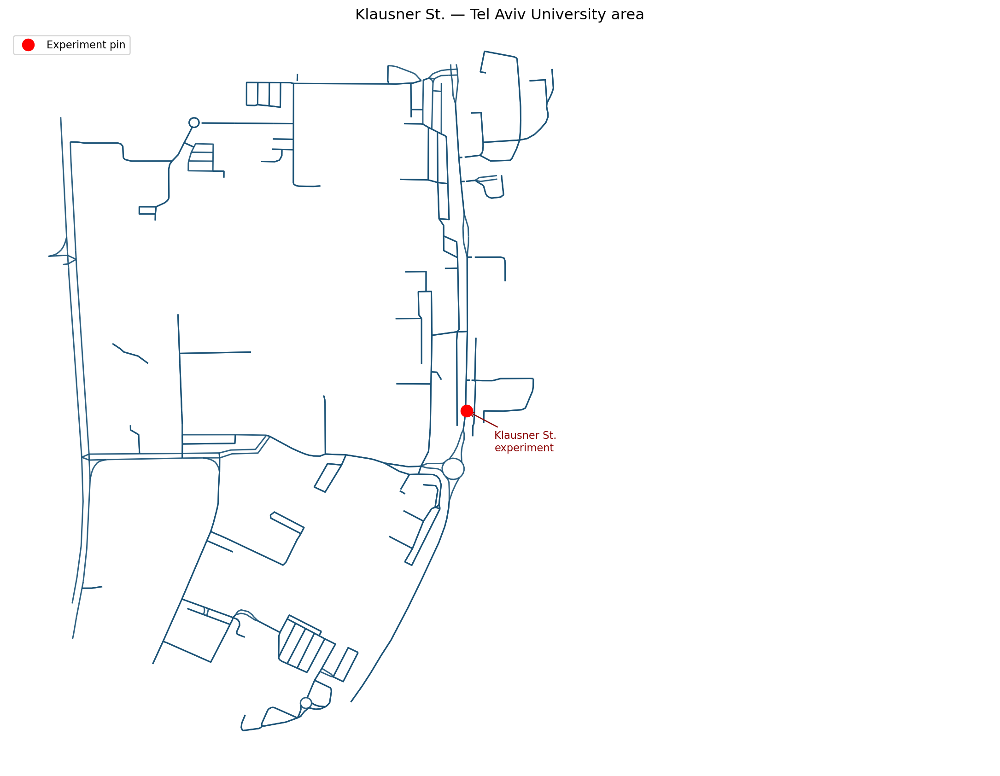 Klausner St. — Tel Aviv University area
Experiment pin
Klausner St.
experiment